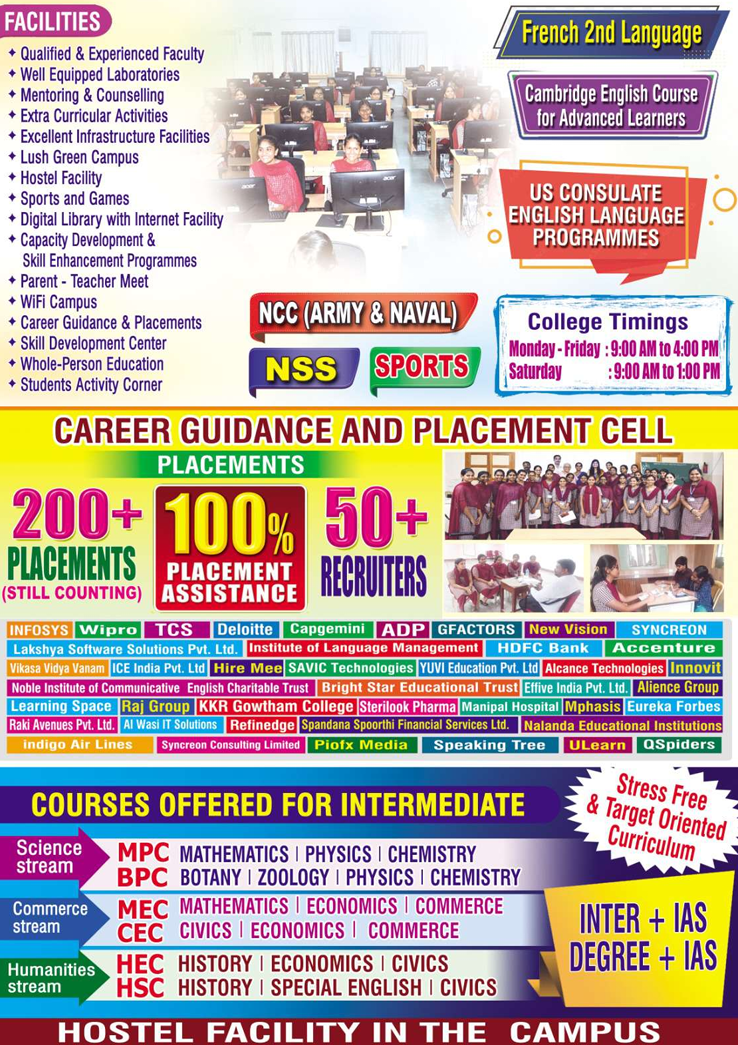 FACILITIES
✦ Qualified & Experienced Faculty
✦ Well Equipped Laboratories
✦ Mentoring & Counselling
✦ Extra Curricular Activities
✦ Excellent Infrastructure Facilities
✦ Lush Green Campus
✦ Hostel Facility
✦ Sports and Games
✦ Digital Library with Internet Facility
✦ Capacity Development &
Skill Enhancement Programmes
✦ Parent - Teacher Meet
✦ WiFi Campus
✦ Career Guidance & Placements
✦ Skill Development Center
✦ Whole-Person Education
✦ Students Activity Corner
acer
acer
French 2nd Language
Cambridge English Course
for Advanced Learners
US CONSULATE
ENGLISH LANGUAGE
PROGRAMMES
NCC (ARMY & NAVAL)
NSS
SPORTS
College Timings
Monday - Friday : 9:00 AM to 4:00 PM
Saturday : 9:00 AM to 1:00 PM
CAREER GUIDANCE AND PLACEMENT CELL
PLACEMENTS
200+
PLACEMENTS
(STILL COUNTING)
100%
PLACEMENT
ASSISTANCE
50+
RECRUITERS
INFOSYS Wipro TCS Deloitte Capgemini ADP GFACTORS New Vision SYNCREON
Lakshya Software Solutions Pvt. Ltd. Institute of Language Management HDFC Bank Accenture
Vikasa Vidya Vanam ICE India Pvt. Ltd Hire Mee SAVIC Technologies YUVI Education Pvt. Ltd Alcance Technologies Innovit
Noble Institute of Communicative English Charitable Trust Bright Star Educational Trust Effive India Pvt. Ltd. Alience Group
Learning Space Raj Group KKR Gowtham College Sterilook Pharma Manipal Hospital Mphasis Eureka Forbes
Raki Avenues Pvt. Ltd. Al Wasi IT Solutions Refinedge Spandana Spoorthi Financial Services Ltd. Nalanda Educational Institutions
Indigo Air Lines Syncreon Consulting Limited Piofx Media Speaking Tree ULearn QSpiders
COURSES OFFERED FOR INTERMEDIATE
Stress Free
& Target Oriented
Curriculum
Science
stream
MPC MATHEMATICS | PHYSICS | CHEMISTRY
BPC BOTANY | ZOOLOGY | PHYSICS | CHEMISTRY
Commerce
stream
MEC MATHEMATICS | ECONOMICS | COMMERCE
CEC CIVICS | ECONOMICS | COMMERCE
Humanities
stream
HEC HISTORY | ECONOMICS | CIVICS
HSC HISTORY | SPECIAL ENGLISH | CIVICS
INTER + IAS
DEGREE + IAS
HOSTEL FACILITY IN THE CAMPUS